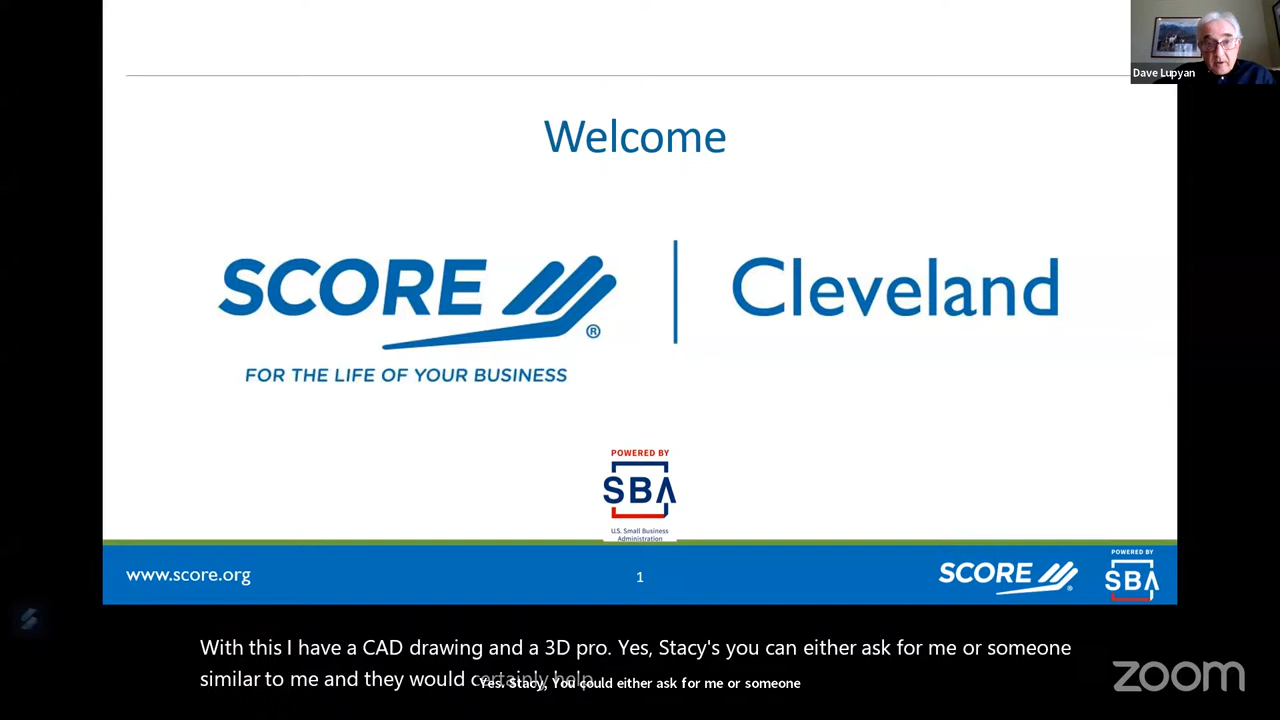 Dave Lupyan
Welcome
SCORE ®
FOR THE LIFE OF YOUR BUSINESS
Cleveland
POWERED BY
SBA
U.S. Small Business
Administration
www.score.org
1
SCORE ®
POWERED BY
SBA
With this I have a CAD drawing and a 3D pro. Yes, Stacy's you can either ask for me or someone
similar to me and they would certainly help
Yes. Stacy, You could either ask for me or someone
zoom